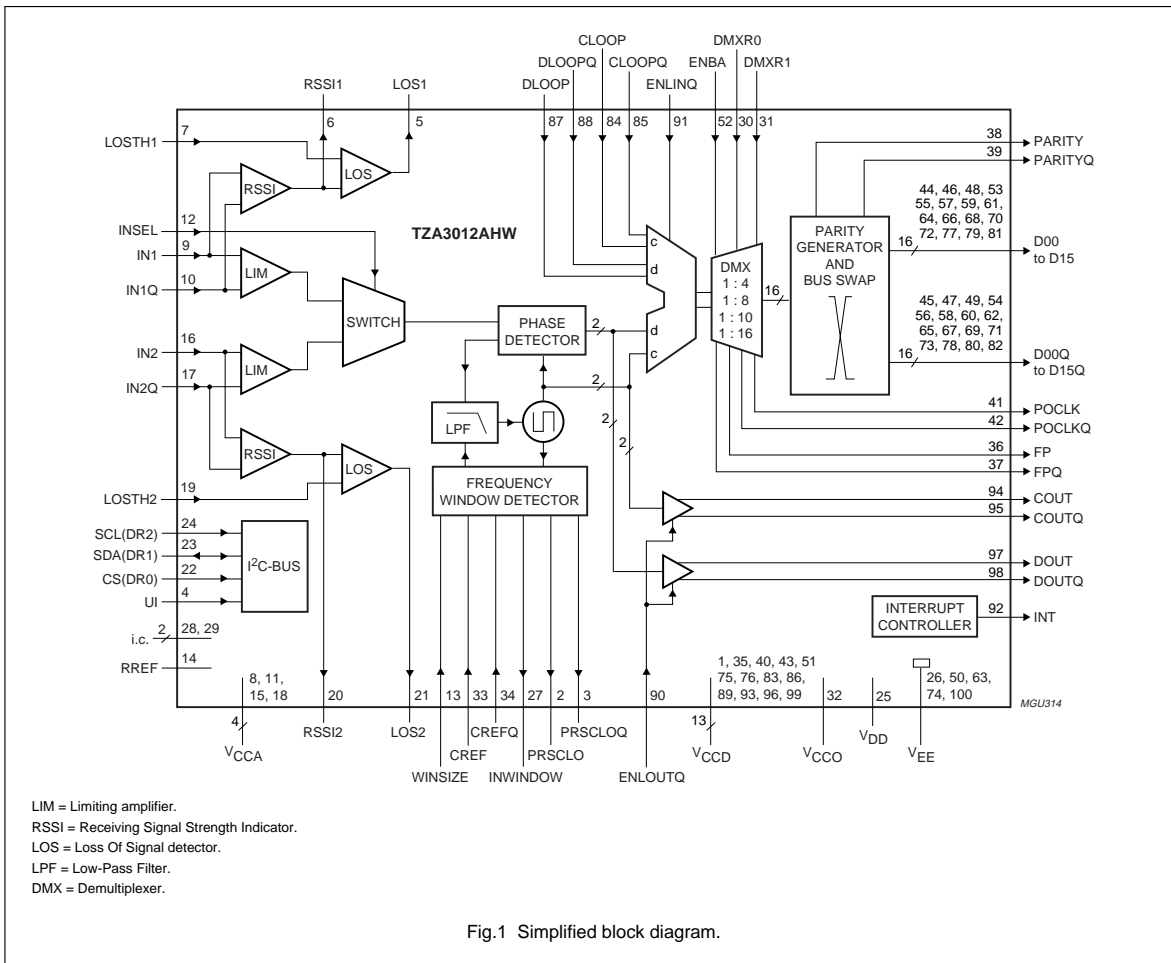 CLOOP
DMXR0
DLOOPQ
CLOOPQ
ENBA
DMXR1
RSSI1
LOS1
DLOOP
ENLINQ
6
5
87
88
84
85
91
52
30
31
LOSTH1
7
38
PARITY
39
PARITYQ
LOS
RSSI
INSEL
12
TZA3012AHW
IN1
9
IN1Q
10
LIM
SWITCH
c
d
d
c
DMX
1 : 4
1 : 8
1 : 10
1 : 16
16
PARITY
GENERATOR
AND
BUS SWAP
44, 46, 48, 53
55, 57, 59, 61,
64, 66, 68, 70
72, 77, 79, 81
16
D00
to D15
45, 47, 49, 54
56, 58, 60, 62,
65, 67, 69, 71
73, 78, 80, 82
16
D00Q
to D15Q
PHASE
DETECTOR
2
2
2
2
IN2
16
IN2Q
17
LIM
LPF
RSSI
LOS
FREQUENCY
WINDOW DETECTOR
41
POCLK
42
POCLKQ
36
FP
37
FPQ
94
COUT
95
COUTQ
97
DOUT
98
DOUTQ
LOSTH2
19
SCL(DR2)
24
SDA(DR1)
23
CS(DR0)
22
UI
4
I²C-BUS
INTERRUPT
CONTROLLER
92
INT
i.c.
2
28, 29
RREF
14
8, 11,
15, 18
20
21
13
33
34
27
2
3
90
1, 35, 40, 43, 51
75, 76, 83, 86,
89, 93, 96, 99
32
25
26, 50, 63,
74, 100
MGU314
4
VCCA
RSSI2
LOS2
WINSIZE
CREF
CREFQ
INWINDOW
PRSCLO
PRSCLOQ
ENLOUTQ
13
VCCD
VCCO
VDD
VEE
LIM = Limiting amplifier.
RSSI = Receiving Signal Strength Indicator.
LOS = Loss Of Signal detector.
LPF = Low-Pass Filter.
DMX = Demultiplexer.
Fig.1 Simplified block diagram.